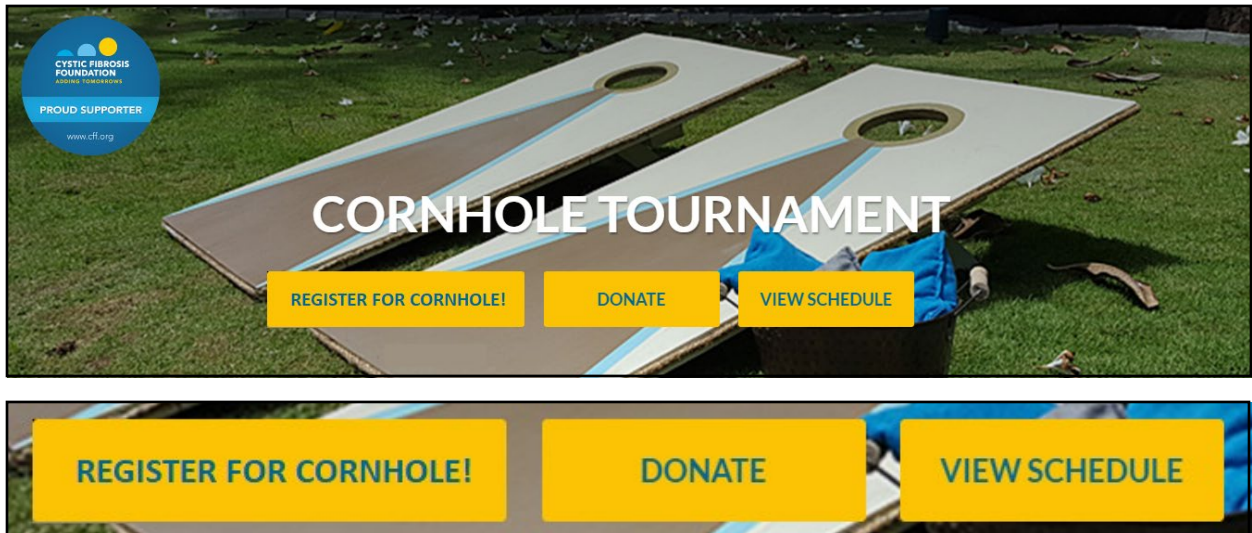 CYSTIC FIBROSIS
FOUNDATION
ADDING TOMORROWS
PROUD SUPPORTER
www.cff.org
CORNHOLE TOURNAMENT
REGISTER FOR CORNHOLE!
DONATE
VIEW SCHEDULE
REGISTER FOR CORNHOLE!
DONATE
VIEW SCHEDULE